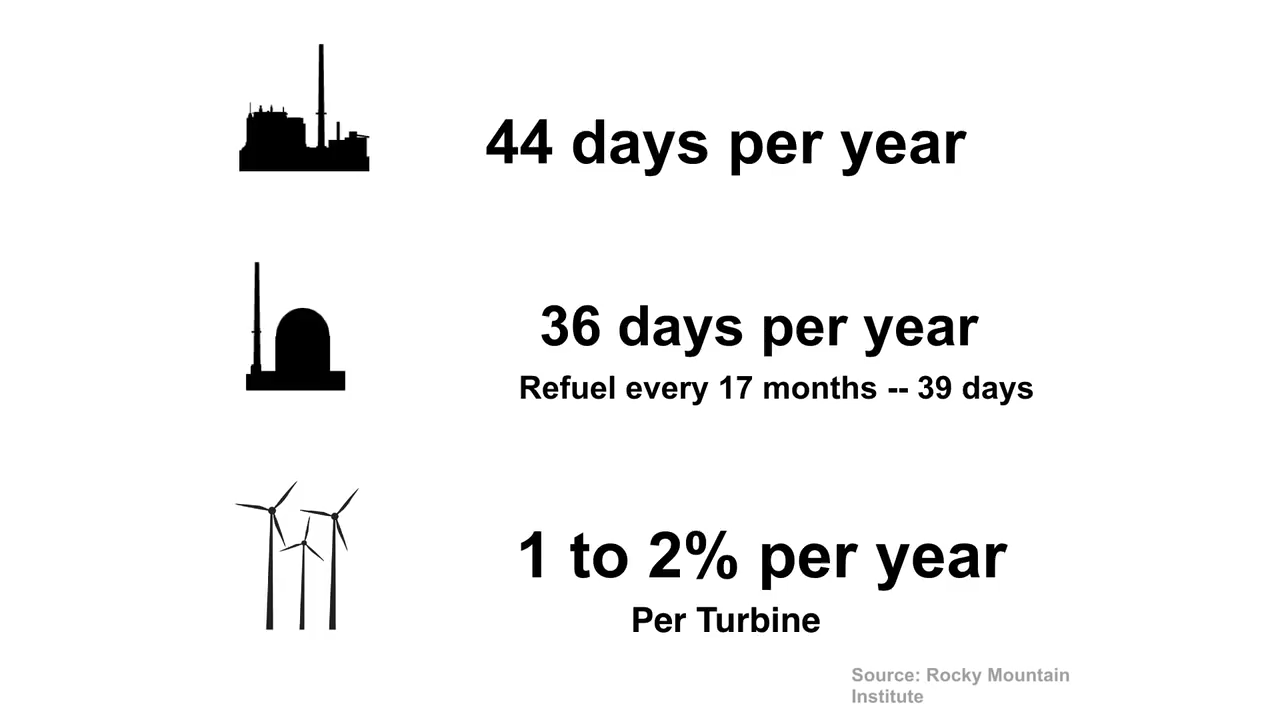 44 days per year
36 days per year
Refuel every 17 months -- 39 days
1 to 2% per year
Per Turbine
Source: Rocky Mountain
Institute